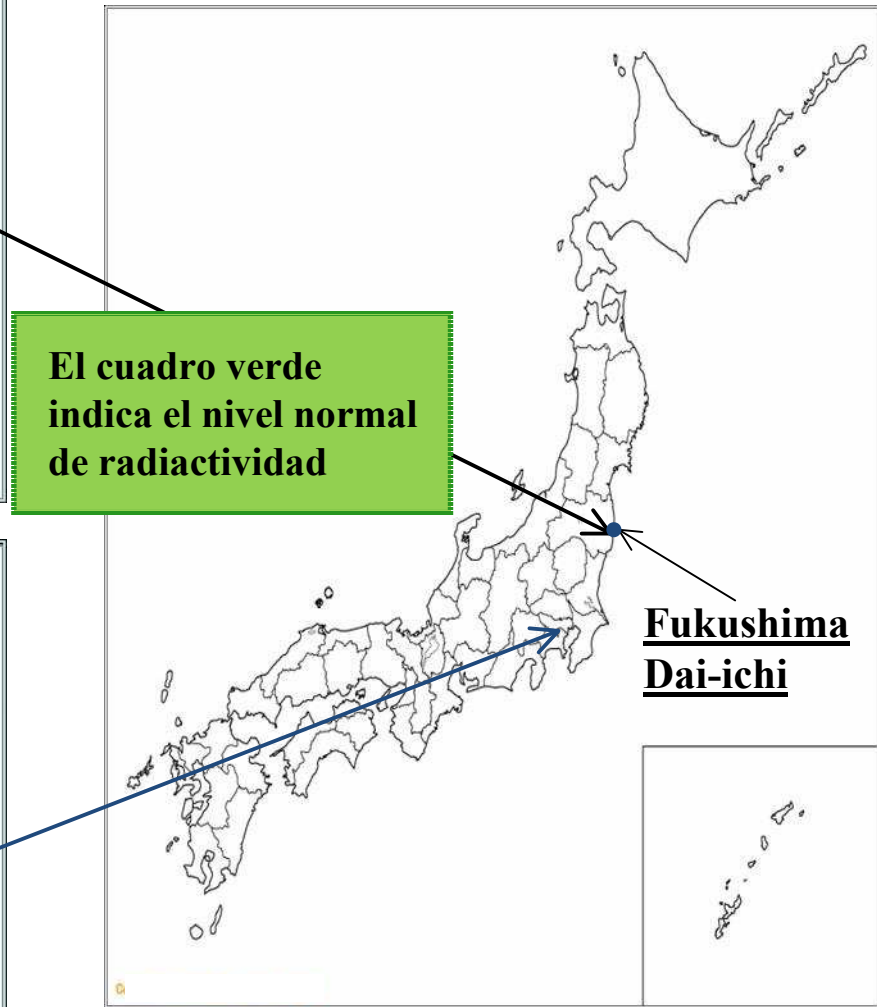 El cuadro verde
indica el nivel normal
de radiactividad
Fukushima
Dai-ichi